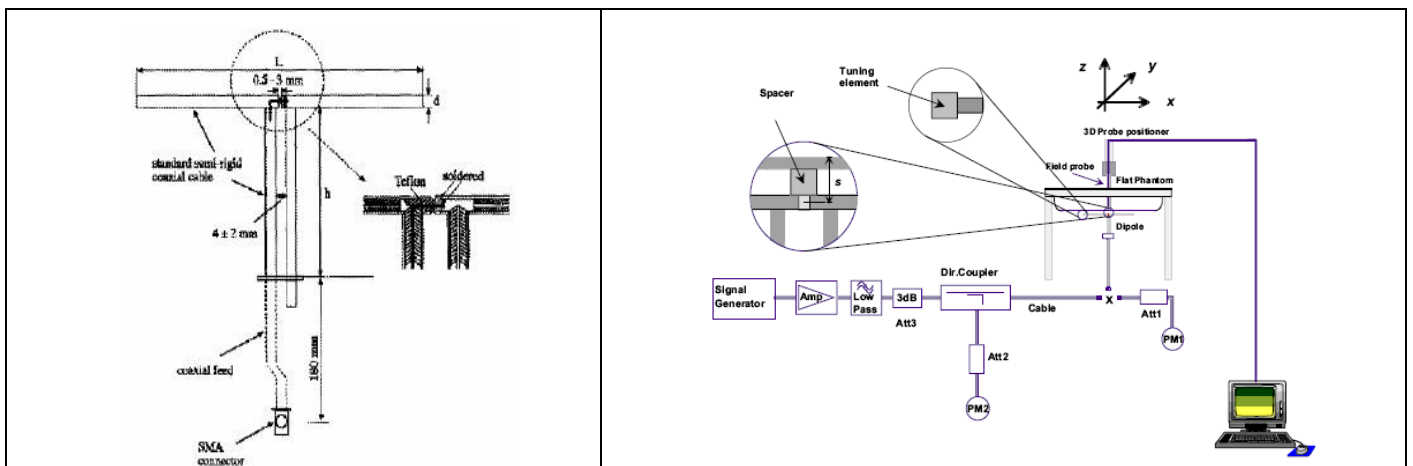 L
0.5 - 3 mm
d
standard semi-rigid
coaxial cable
Teflon
soldered
h
4 ± 2 mm
coaxial feed
180 mm
SMA
connector
Tuning
element
Spacer
z
y
x
3D Probe positioner
Field probe
Flat Phantom
s
Dipole
Signal
Generator
Amp
Low
Pass
3dB
Att3
Dir.Coupler
Cable
x
Att1
PM1
Att2
PM2